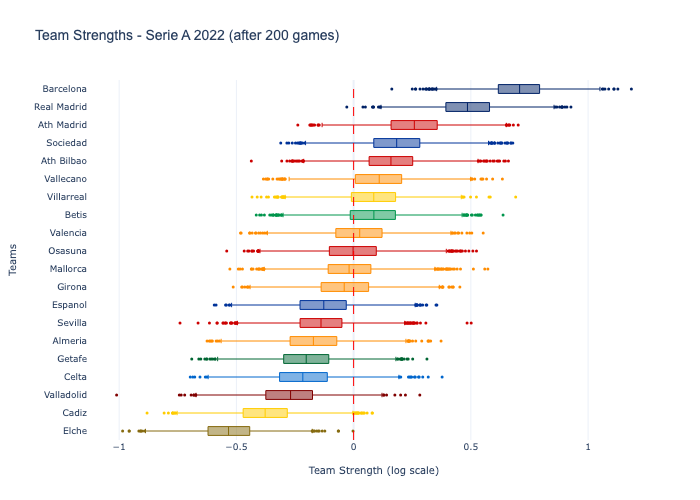 Team Strengths - Serie A 2022 (after 200 games)
Barcelona
Real Madrid
Ath Madrid
Sociedad
Ath Bilbao
Vallecano
Villarreal
Betis
Valencia
Osasuna
Mallorca
Girona
Espanol
Sevilla
Almeria
Getafe
Celta
Valladolid
Cadiz
Elche
Teams
−1 −0.5 0 0.5 1
Team Strength (log scale)